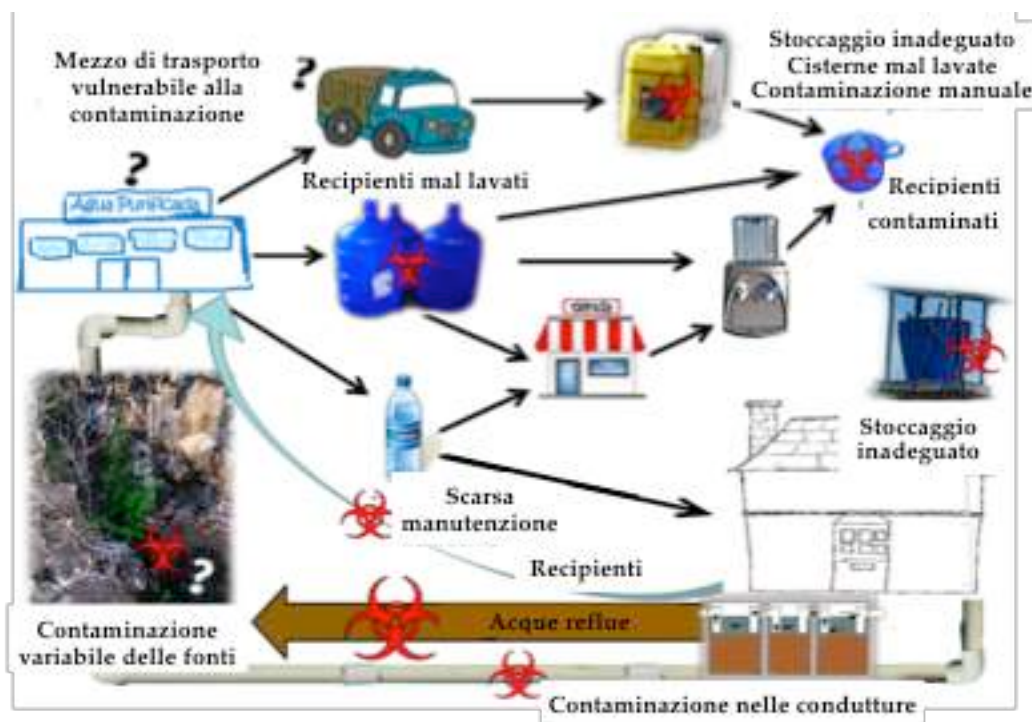 Mezzo di trasporto
vulnerabile alla
contaminazione
?
?
Stoccaggio inadeguato
Cisterne mal lavate
Contaminazione manuale
Agua Purificada
Recipienti mal lavati
Recipienti
contaminati
Stoccaggio
inadeguato
Scarsa
manutenzione
?
Recipienti
Acque reflue
Contaminazione
variabile delle fonti
Contaminazione nelle condutture